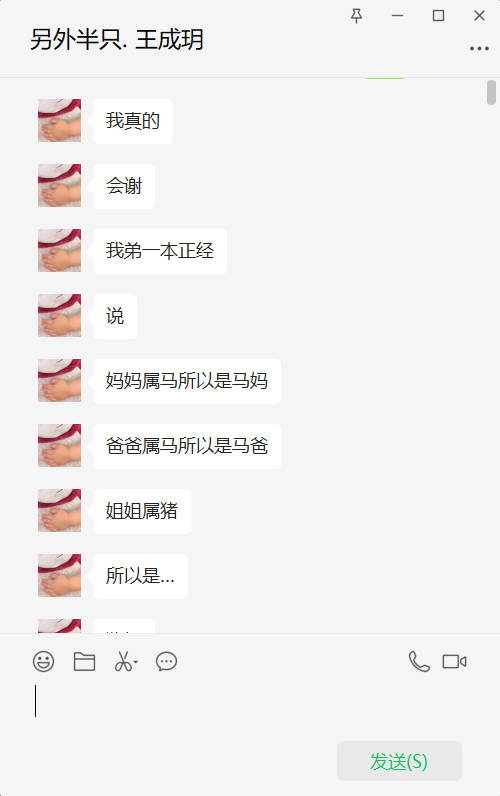 另外半只. 王成玥
我真的
会谢
我弟一本正经
说
妈妈属马所以是马妈
爸爸属马所以是马爸
姐姐属猪
所以是...
发送(S)